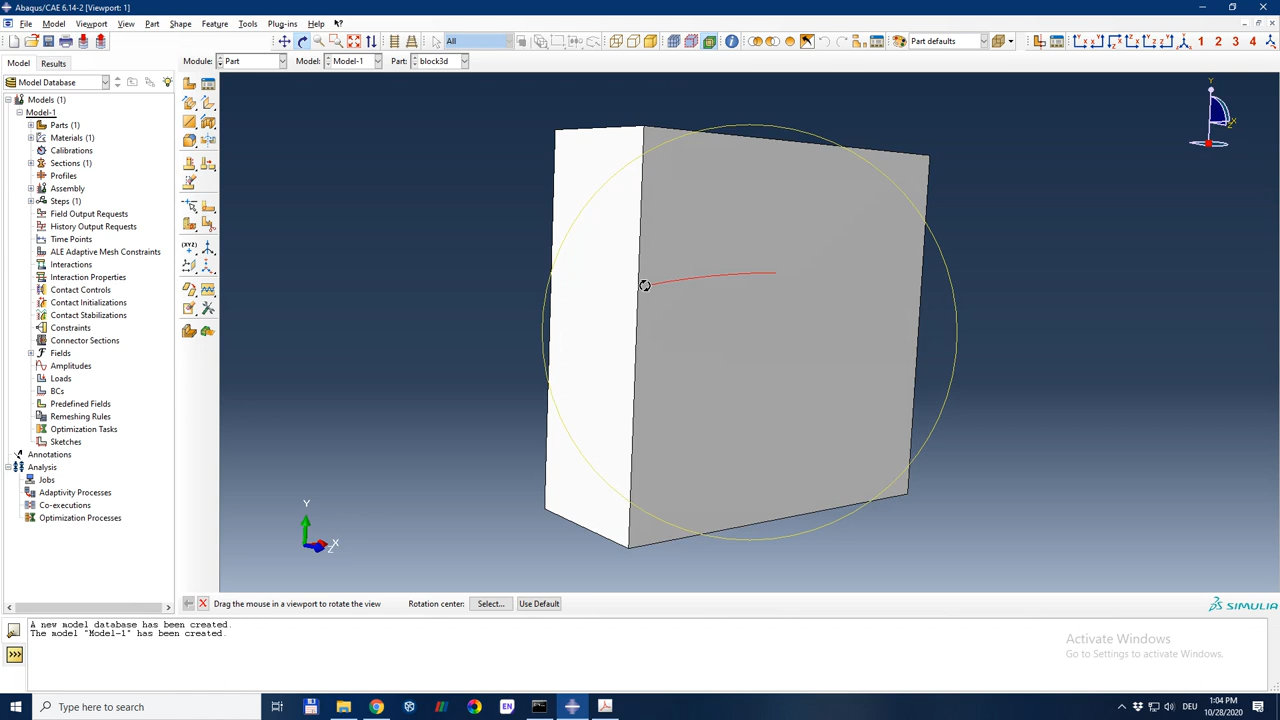 Abaqus/CAE 6.14-2 [Viewport: 1]
File Model Viewport View Part Shape Feature Tools Plug-ins Help
All
Part defaults
1 2 3 4
Model Results
Module: Part Model: Model-1 Part: block3d
Model Database
Models (1)
Model-1
Parts (1)
Materials (1)
Calibrations
Sections (1)
Profiles
Assembly
Steps (1)
Field Output Requests
History Output Requests
Time Points
ALE Adaptive Mesh Constraints
Interactions
Interaction Properties
Contact Controls
Contact Initializations
Contact Stabilizations
Constraints
Connector Sections
Fields
Amplitudes
Loads
BCs
Predefined Fields
Remeshing Rules
Optimization Tasks
Sketches
Annotations
Analysis
Jobs
Adaptivity Processes
Co-executions
Optimization Processes
(XYZ)
Y
X
Z
Y
X
Z
Drag the mouse in a viewport to rotate the view Rotation center: Select... Use Default
SIMULIA
A new model database has been created.
The model "Model-1" has been created.
>>>
Activate Windows
Go to Settings to activate Windows.
Type here to search
EN
DEU
1:04 PM
10/28/2020